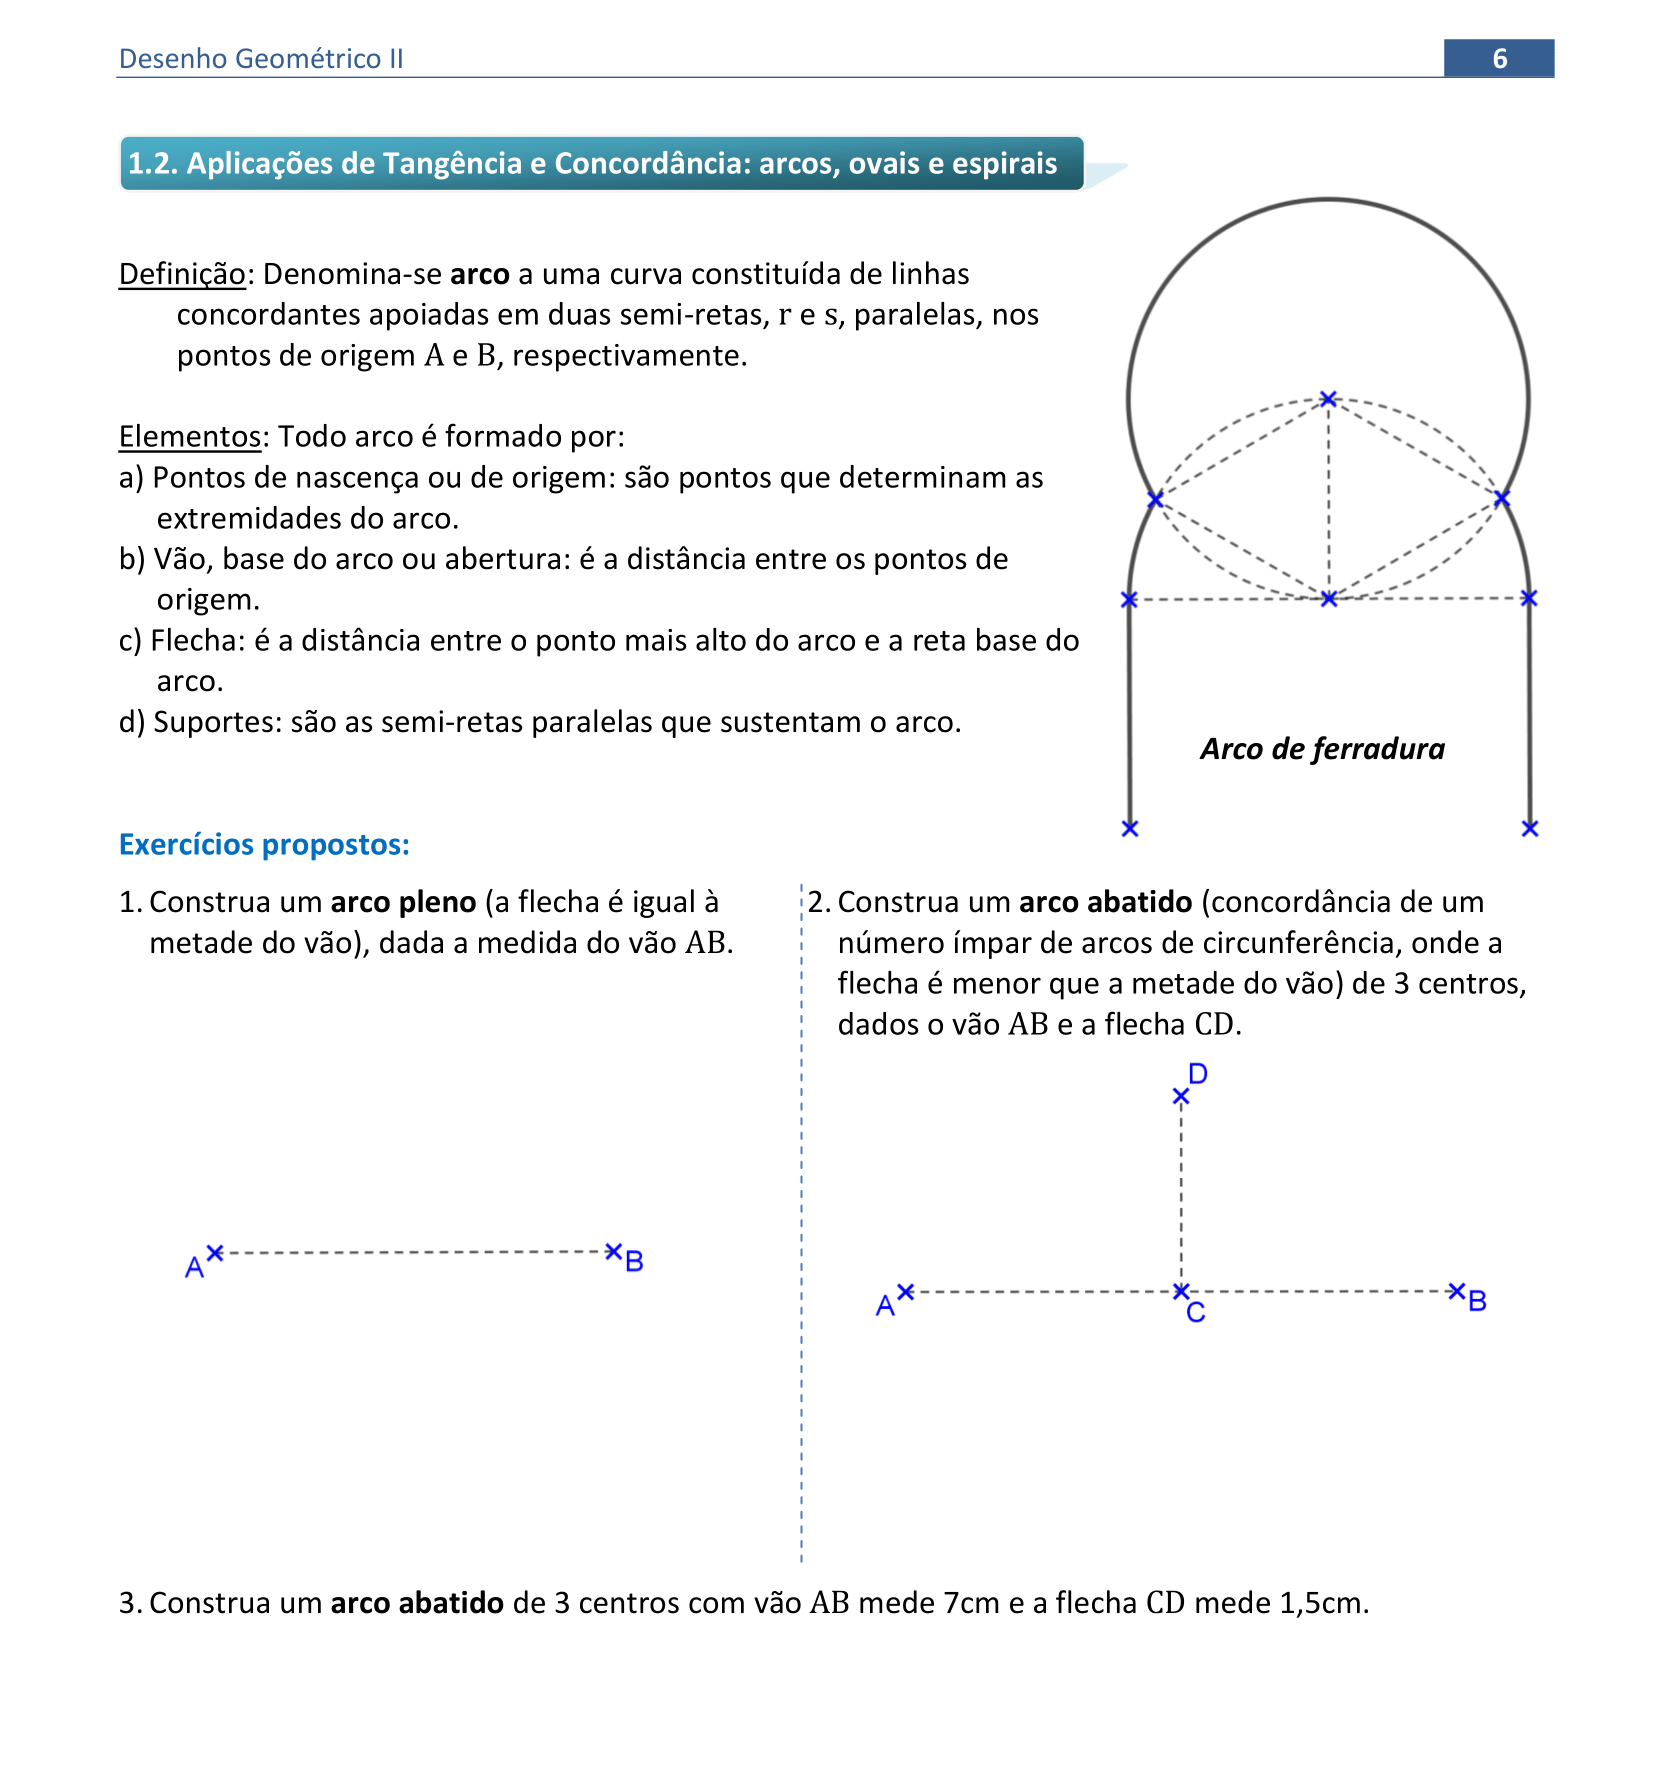 Desenho Geométrico II
6
1.2. Aplicações de Tangência e Concordância: arcos, ovais e espirais
Definição: Denomina-se arco a uma curva constituída de linhas
concordantes apoiadas em duas semi-retas, r e s, paralelas, nos
pontos de origem A e B, respectivamente.
Elementos: Todo arco é formado por:
a) Pontos de nascença ou de origem: são pontos que determinam as
extremidades do arco.
b) Vão, base do arco ou abertura: é a distância entre os pontos de
origem.
c) Flecha: é a distância entre o ponto mais alto do arco e a reta base do
arco.
d) Suportes: são as semi-retas paralelas que sustentam o arco.
Arco de ferradura
Exercícios propostos:
1. Construa um arco pleno (a flecha é igual à
metade do vão), dada a medida do vão AB.
A
B
2. Construa um arco abatido (concordância de um
número ímpar de arcos de circunferência, onde a
flecha é menor que a metade do vão) de 3 centros,
dados o vão AB e a flecha CD.
D
A
C
B
3. Construa um arco abatido de 3 centros com vão AB mede 7cm e a flecha CD mede 1,5cm.